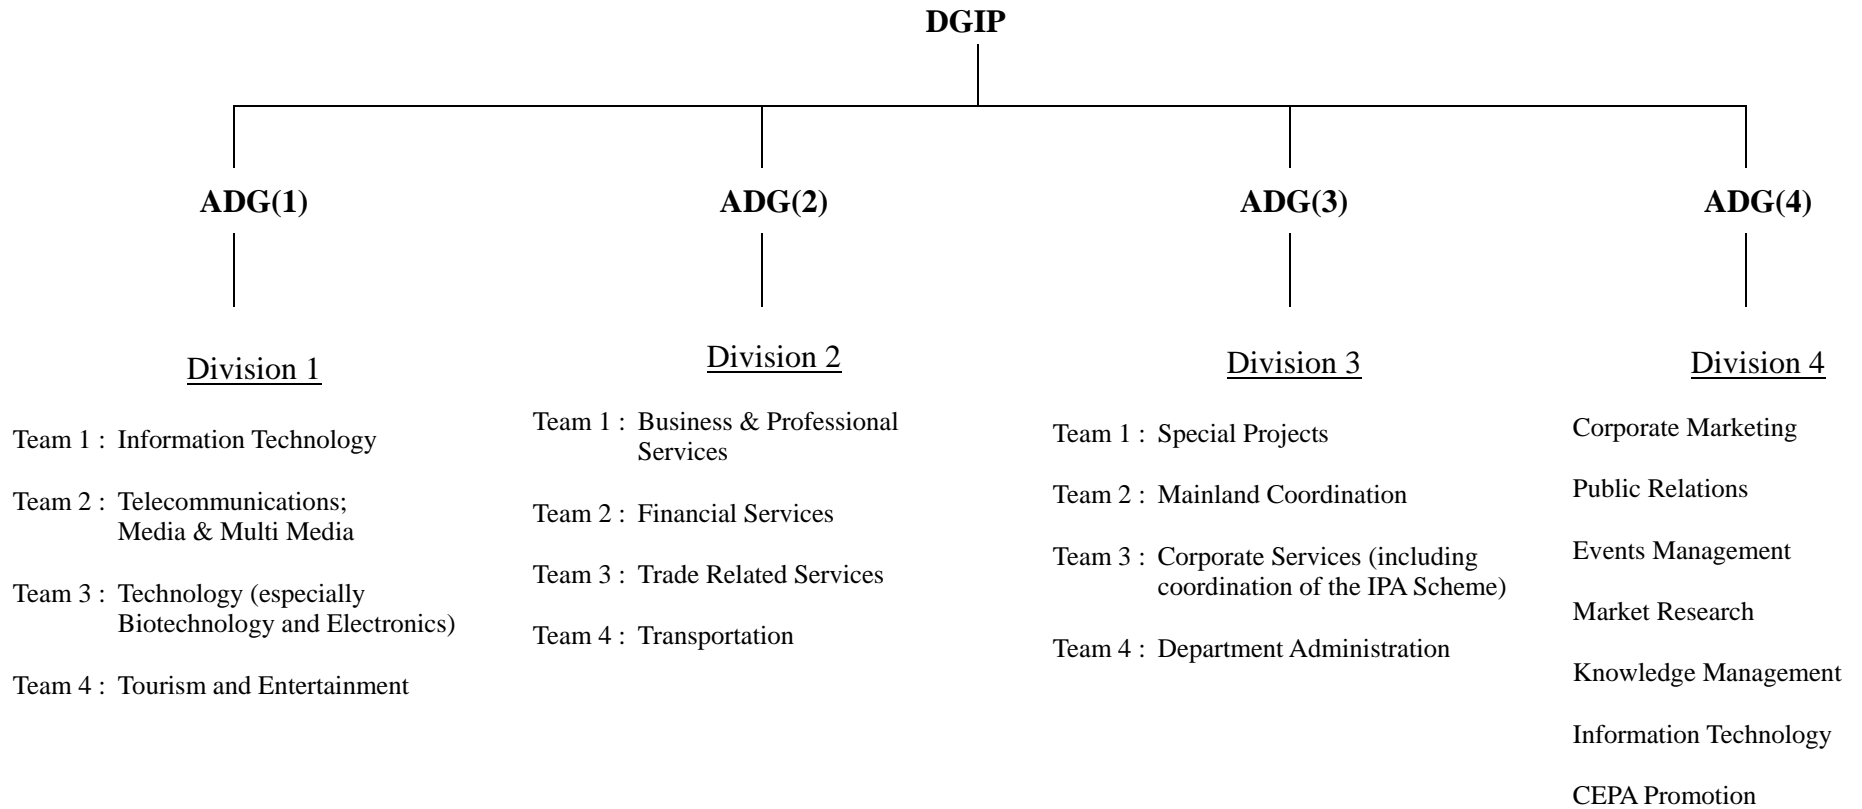 DGIP
ADG(1)
ADG(2)
ADG(3)
ADG(4)
Division 1
Team 1 : Information Technology
Team 2 : Telecommunications;
Media & Multi Media
Team 3 : Technology (especially
Biotechnology and Electronics)
Team 4 : Tourism and Entertainment
Division 2
Team 1 : Business & Professional
Services
Team 2 : Financial Services
Team 3 : Trade Related Services
Team 4 : Transportation
Division 3
Team 1 : Special Projects
Team 2 : Mainland Coordination
Team 3 : Corporate Services (including
coordination of the IPA Scheme)
Team 4 : Department Administration
Division 4
Corporate Marketing
Public Relations
Events Management
Market Research
Knowledge Management
Information Technology
CEPA Promotion